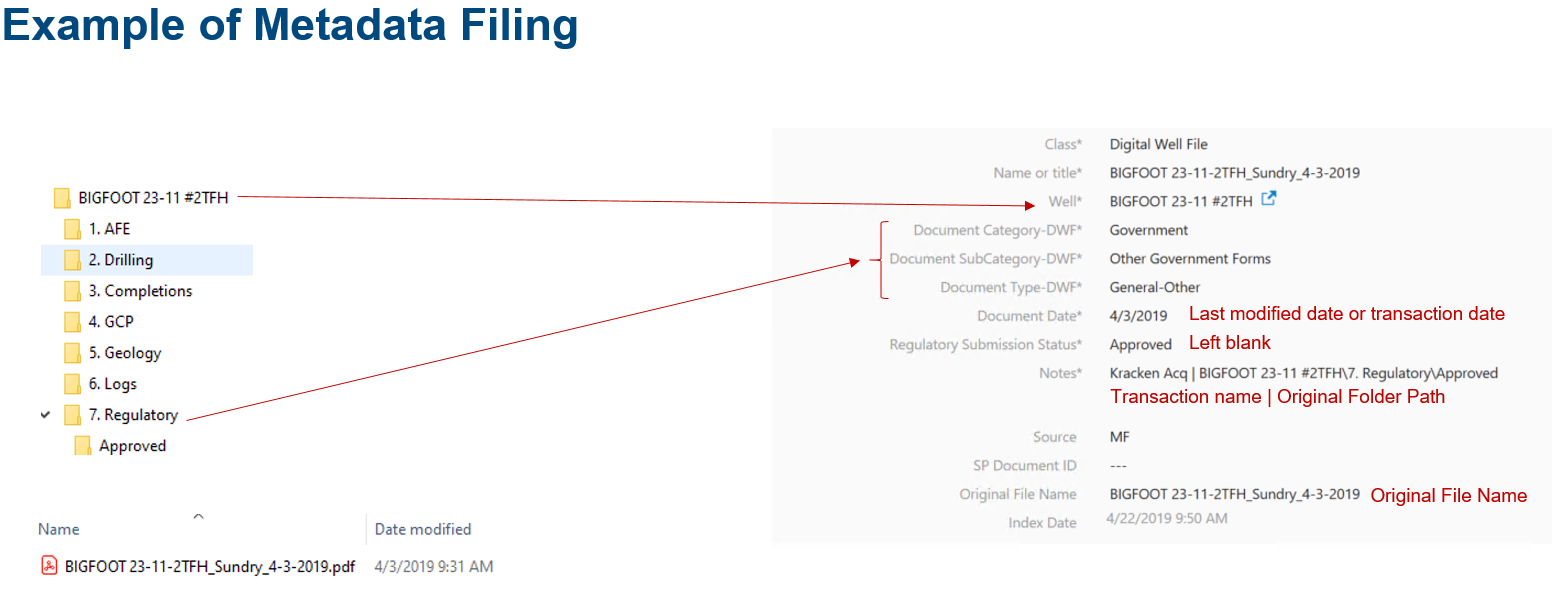 Example of Metadata Filing
BIGFOOT 23-11 #2TFH
1. AFE
2. Drilling
3. Completions
4. GCP
5. Geology
6. Logs
7. Regulatory
Approved
Name Date modified
BIGFOOT 23-11-2TFH_Sundry_4-3-2019.pdf 4/3/2019 9:31 AM
Class* Digital Well File
Name or title* BIGFOOT 23-11-2TFH_Sundry_4-3-2019
Well* BIGFOOT 23-11 #2TFH
Document Category-DWF* Government
Document SubCategory-DWF* Other Government Forms
Document Type-DWF* General-Other
Document Date* 4/3/2019 Last modified date or transaction date
Regulatory Submission Status* Approved Left blank
Notes* Kracken Acq | BIGFOOT 23-11 #2TFH\7. Regulatory\Approved
Transaction name | Original Folder Path
Source MF
SP Document ID ---
Original File Name BIGFOOT 23-11-2TFH_Sundry_4-3-2019 Original File Name
Index Date 4/22/2019 9:50 AM